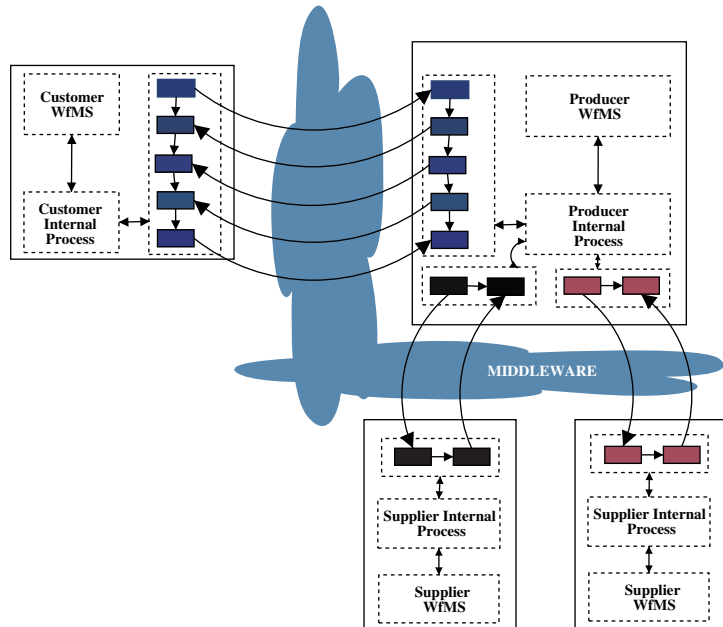 Customer
WfMS
Customer
Internal
Process
Producer
WfMS
Producer
Internal
Process
MIDDLEWARE
Supplier Internal
Process
Supplier
WfMS
Supplier Internal
Process
Supplier
WfMS